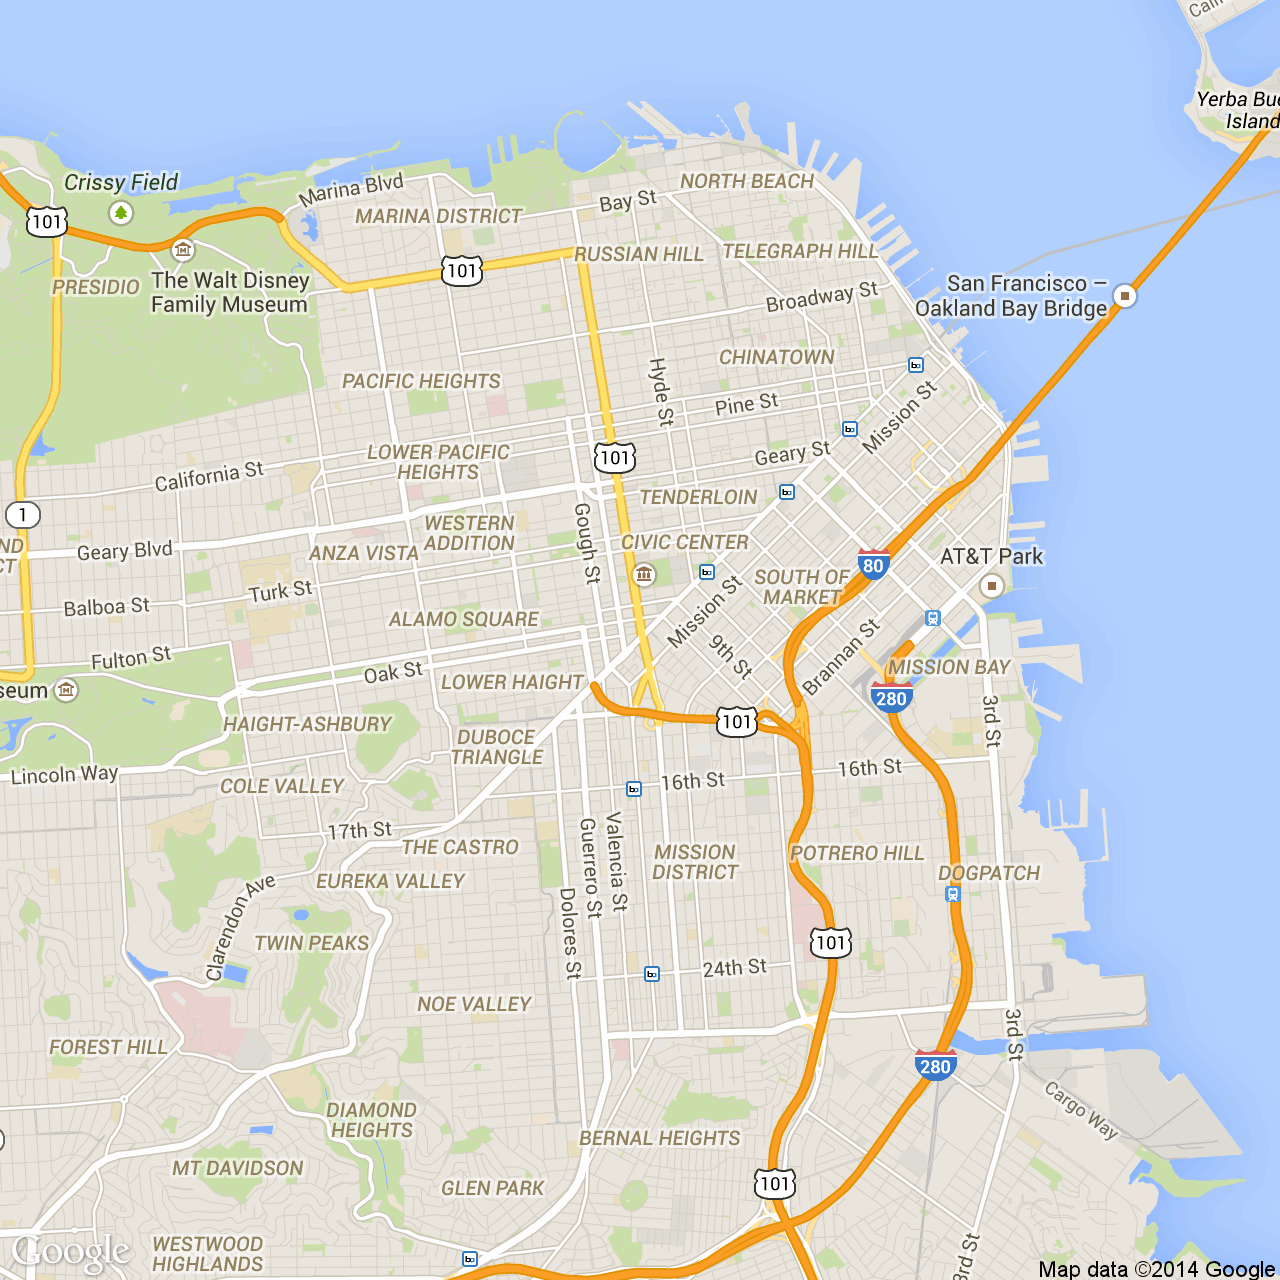 Yerba Bue
Island
Crissy Field
Marina Blvd
Bay St
NORTH BEACH
101
MARINA DISTRICT
RUSSIAN HILL
TELEGRAPH HILL
101
PRESIDIO
The Walt Disney
Family Museum
Broadway St
San Francisco –
Oakland Bay Bridge
CHINATOWN
PACIFIC HEIGHTS
Hyde St
Pine St
Mission St
LOWER PACIFIC
HEIGHTS
101
Geary St
California St
TENDERLOIN
1
WESTERN
ADDITION
Gough St
CIVIC CENTER
ND
CT
Geary Blvd
ANZA VISTA
80
AT&T Park
Turk St
SOUTH OF
MARKET
Balboa St
ALAMO SQUARE
Mission St
9th St
Brannan St
Fulton St
Oak St
MISSION BAY
seum
LOWER HAIGHT
280
3rd St
HAIGHT-ASHBURY
101
DUBOCE
TRIANGLE
Lincoln Way
COLE VALLEY
16th St
16th St
17th St
THE CASTRO
Guerrero St
Valencia St
MISSION
DISTRICT
POTRERO HILL
EUREKA VALLEY
DOGPATCH
Clarendon Ave
Dolores St
TWIN PEAKS
101
24th St
NOE VALLEY
3rd St
FOREST HILL
280
Cargo Way
DIAMOND
HEIGHTS
BERNAL HEIGHTS
MT DAVIDSON
GLEN PARK
101
WESTWOOD
HIGHLANDS
3rd St
Google
Map data ©2014 Google